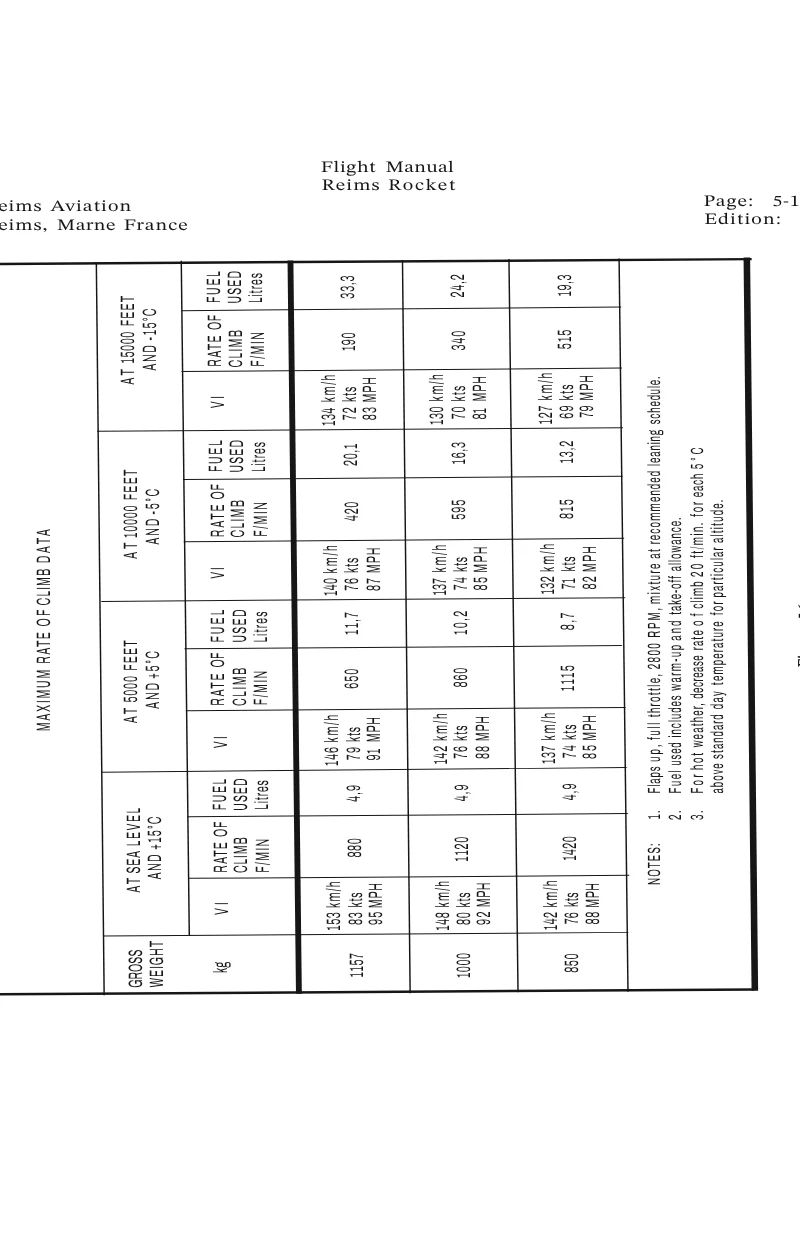 Flight Manual
Reims Rocket
eims Aviation
eims, Marne France
Page: 5-1
Edition:
MAXIMUM RATE OF CLIMB DATA
GROSS WEIGHT AT SEA LEVEL AND +15°C AT 5000 FEET AND +5°C AT 10000 FEET AND -5°C AT 15000 FEET AND -15°C
kg VI RATE OF CLIMB F/MIN FUEL USED Litres VI RATE OF CLIMB F/MIN FUEL USED Litres VI RATE OF CLIMB F/MIN FUEL USED Litres VI RATE OF CLIMB F/MIN FUEL USED Litres
1157 153 km/h 83 kts 95 MPH 880 4,9 146 km/h 79 kts 91 MPH 650 11,7 140 km/h 76 kts 87 MPH 420 20,1 134 km/h 72 kts 83 MPH 190 33,3
1000 148 km/h 80 kts 92 MPH 1120 4,9 142 km/h 76 kts 88 MPH 860 10,2 137 km/h 74 kts 85 MPH 595 16,3 130 km/h 70 kts 81 MPH 340 24,2
850 142 km/h 76 kts 88 MPH 1420 4,9 137 km/h 74 kts 85 MPH 1115 8,7 132 km/h 71 kts 82 MPH 815 13,2 127 km/h 69 kts 79 MPH 515 19,3
NOTES: 1. Flaps up, full throttle, 2800 RPM, mixture at recommended leaning schedule.
2. Fuel used includes warm-up and take-off allowance.
3. For hot weather, decrease rate of climb 20 ft/min. for each 5°C
above standard day temperature for particular altitude.